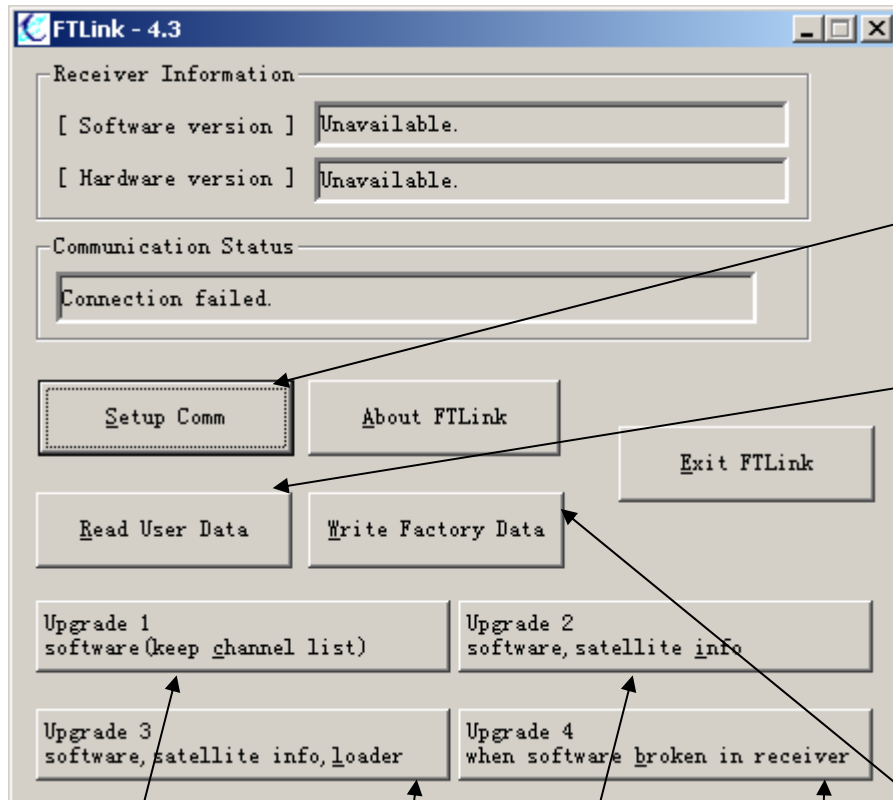 FTLink - 4.3
Receiver Information
[ Software version ] Unavailable.
[ Hardware version ] Unavailable.
Communication Status
Connection failed.
Setup Comm
About FTLink
Exit FTLink
Read User Data
Write Factory Data
Upgrade 1
software(keep channel list)
Upgrade 2
software, satellite info
Upgrade 3
software, satellite info, loader
Upgrade 4
when software broken in receiver